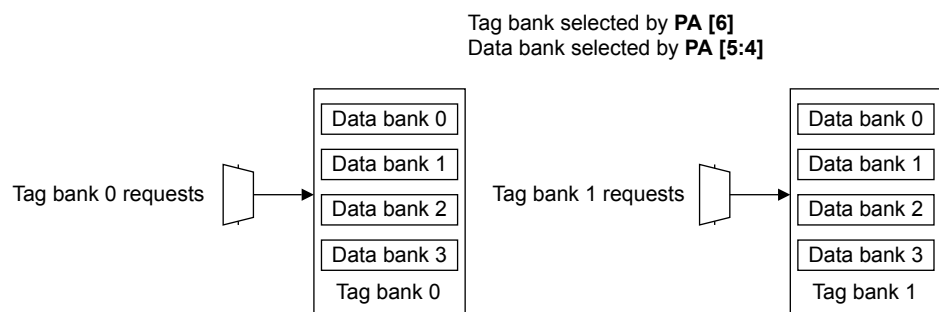 Tag bank selected by PA [6]
Data bank selected by PA [5:4]
Tag bank 0 requests
Data bank 0
Data bank 1
Data bank 2
Data bank 3
Tag bank 0
Tag bank 1 requests
Data bank 0
Data bank 1
Data bank 2
Data bank 3
Tag bank 1